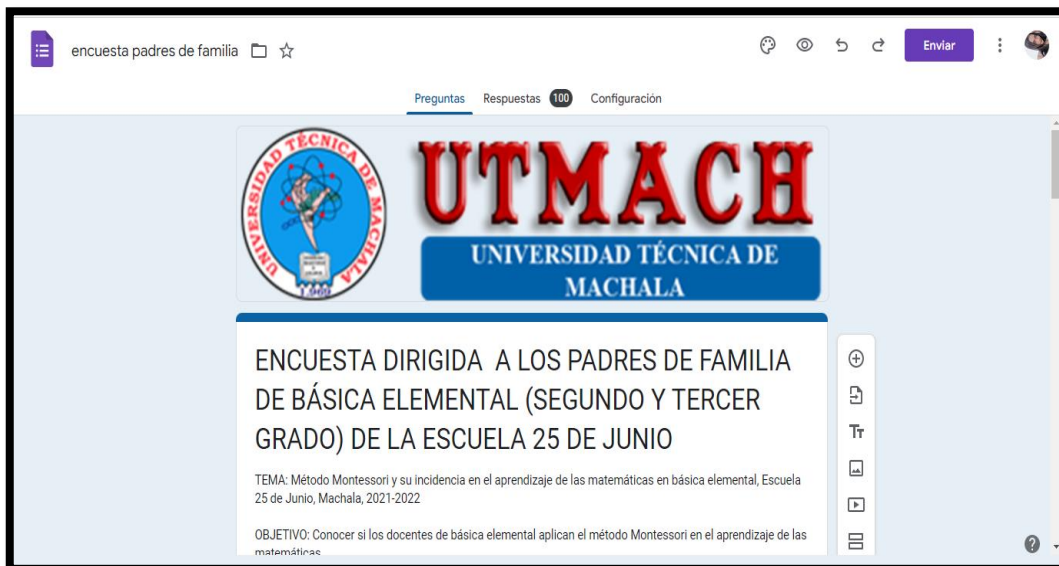 encuesta padres de familia
Enviar
Preguntas Respuestas 100 Configuración
UNIVERSIDAD TÉCNICA DE MACHALA
1.969
UTMACH
UNIVERSIDAD TÉCNICA DE
MACHALA
ENCUESTA DIRIGIDA A LOS PADRES DE FAMILIA
DE BÁSICA ELEMENTAL (SEGUNDO Y TERCER
GRADO) DE LA ESCUELA 25 DE JUNIO
TEMA: Método Montessori y su incidencia en el aprendizaje de las matemáticas en básica elemental, Escuela
25 de Junio, Machala, 2021-2022
OBJETIVO: Conocer si los docentes de básica elemental aplican el método Montessori en el aprendizaje de las
matemáticas